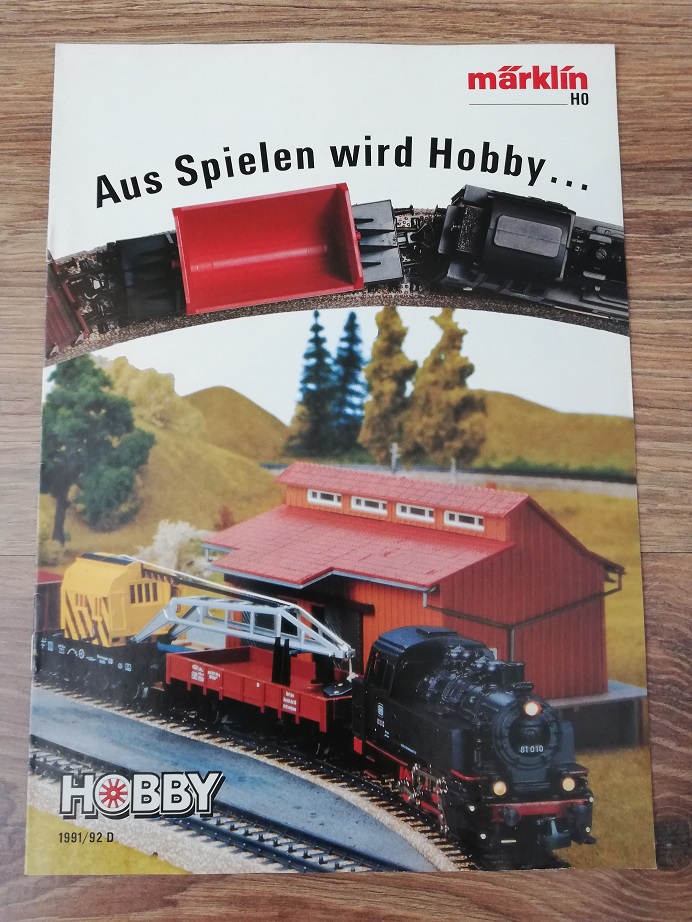 märklin
H0
Aus Spielen wird Hobby...
81 010
HOBBY
1991/92 D